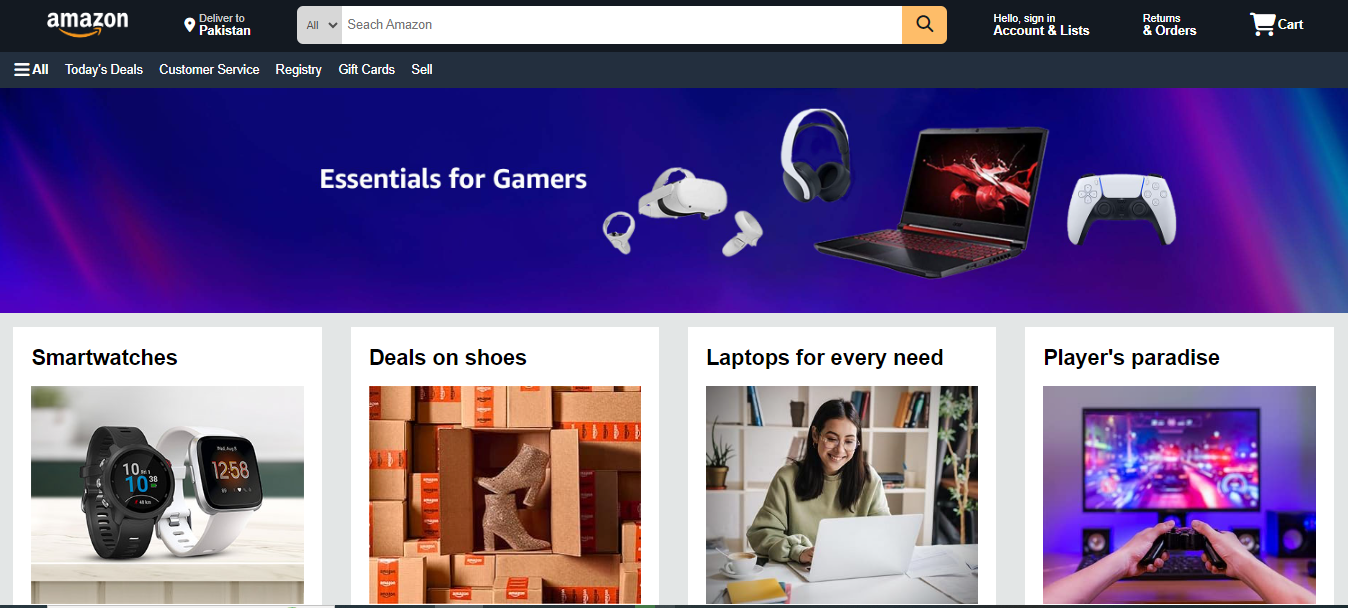 amazon
Deliver to
Pakistan
All
Seach Amazon
Hello, sign in
Account & Lists
Returns
& Orders
Cart
All Today's Deals Customer Service Registry Gift Cards Sell
Essentials for Gamers
Smartwatches
Deals on shoes
Laptops for every need
Player's paradise
10 10
38
12:58